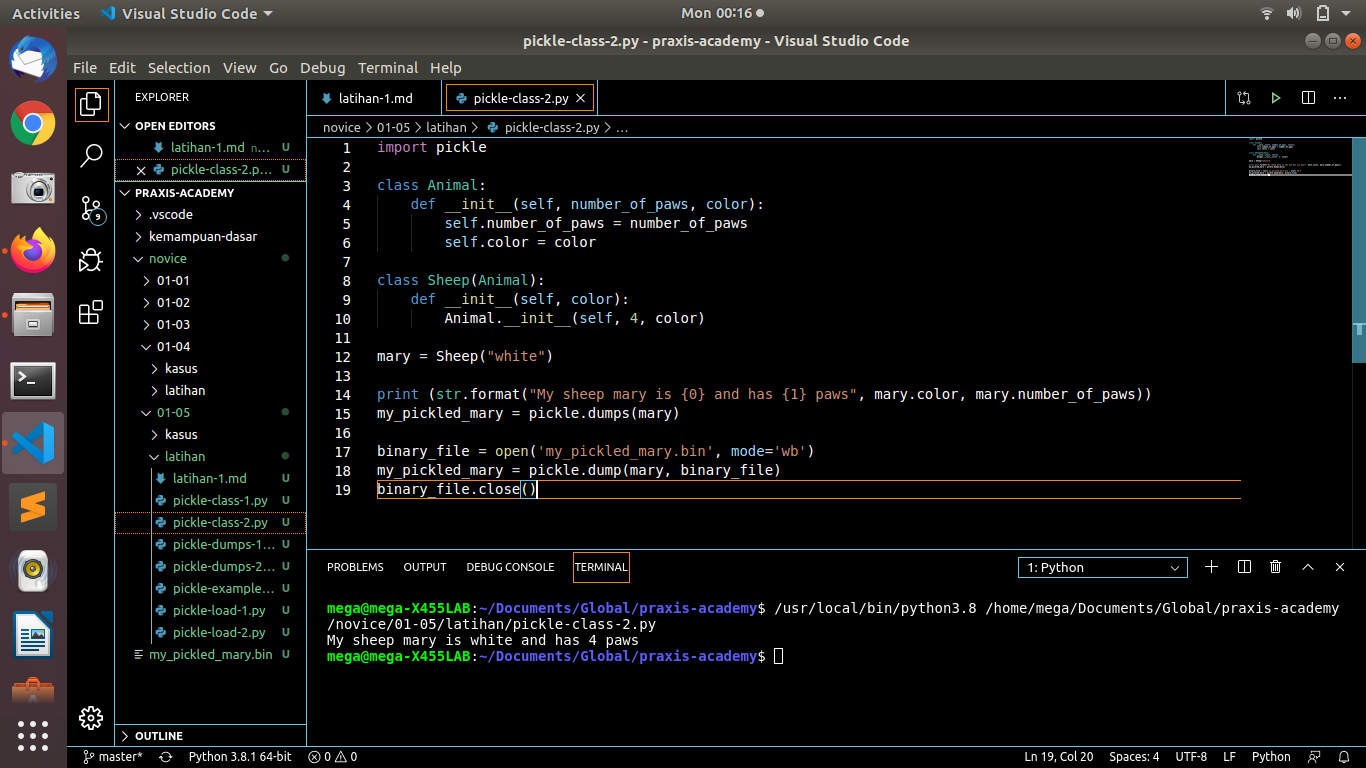 Activities Visual Studio Code Mon 00:16
pickle-class-2.py - praxis-academy - Visual Studio Code
File Edit Selection View Go Debug Terminal Help
EXPLORER
OPEN EDITORS
latihan-1.md n... U
pickle-class-2.p... U
PRAXIS-ACADEMY
.vscode
kemampuan-dasar
novice
01-01
01-02
01-03
01-04
kasus
latihan
01-05
kasus
latihan
latihan-1.md U
pickle-class-1.py U
pickle-class-2.py U
pickle-dumps-1... U
pickle-dumps-2... U
pickle-example... U
pickle-load-1.py U
pickle-load-2.py U
my_pickled_mary.bin U
OUTLINE
9
latihan-1.md pickle-class-2.py
novice > 01-05 > latihan > pickle-class-2.py > ...
1 import pickle
2
3 class Animal:
4 def __init__(self, number_of_paws, color):
5 self.number_of_paws = number_of_paws
6 self.color = color
7
8 class Sheep(Animal):
9 def __init__(self, color):
10 Animal.__init__(self, 4, color)
11
12 mary = Sheep("white")
13
14 print (str.format("My sheep mary is {0} and has {1} paws", mary.color, mary.number_of_paws))
15 my_pickled_mary = pickle.dumps(mary)
16
17 binary_file = open('my_pickled_mary.bin', mode='wb')
18 my_pickled_mary = pickle.dump(mary, binary_file)
19 binary_file.close()
PROBLEMS OUTPUT DEBUG CONSOLE TERMINAL 1: Python
mega@mega-X455LAB:~/Documents/Global/praxis-academy$ /usr/local/bin/python3.8 /home/mega/Documents/Global/praxis-academy
/novice/01-05/latihan/pickle-class-2.py
My sheep mary is white and has 4 paws
mega@mega-X455LAB:~/Documents/Global/praxis-academy$
master* Python 3.8.1 64-bit 0 0 Ln 19, Col 20 Spaces: 4 UTF-8 LF Python